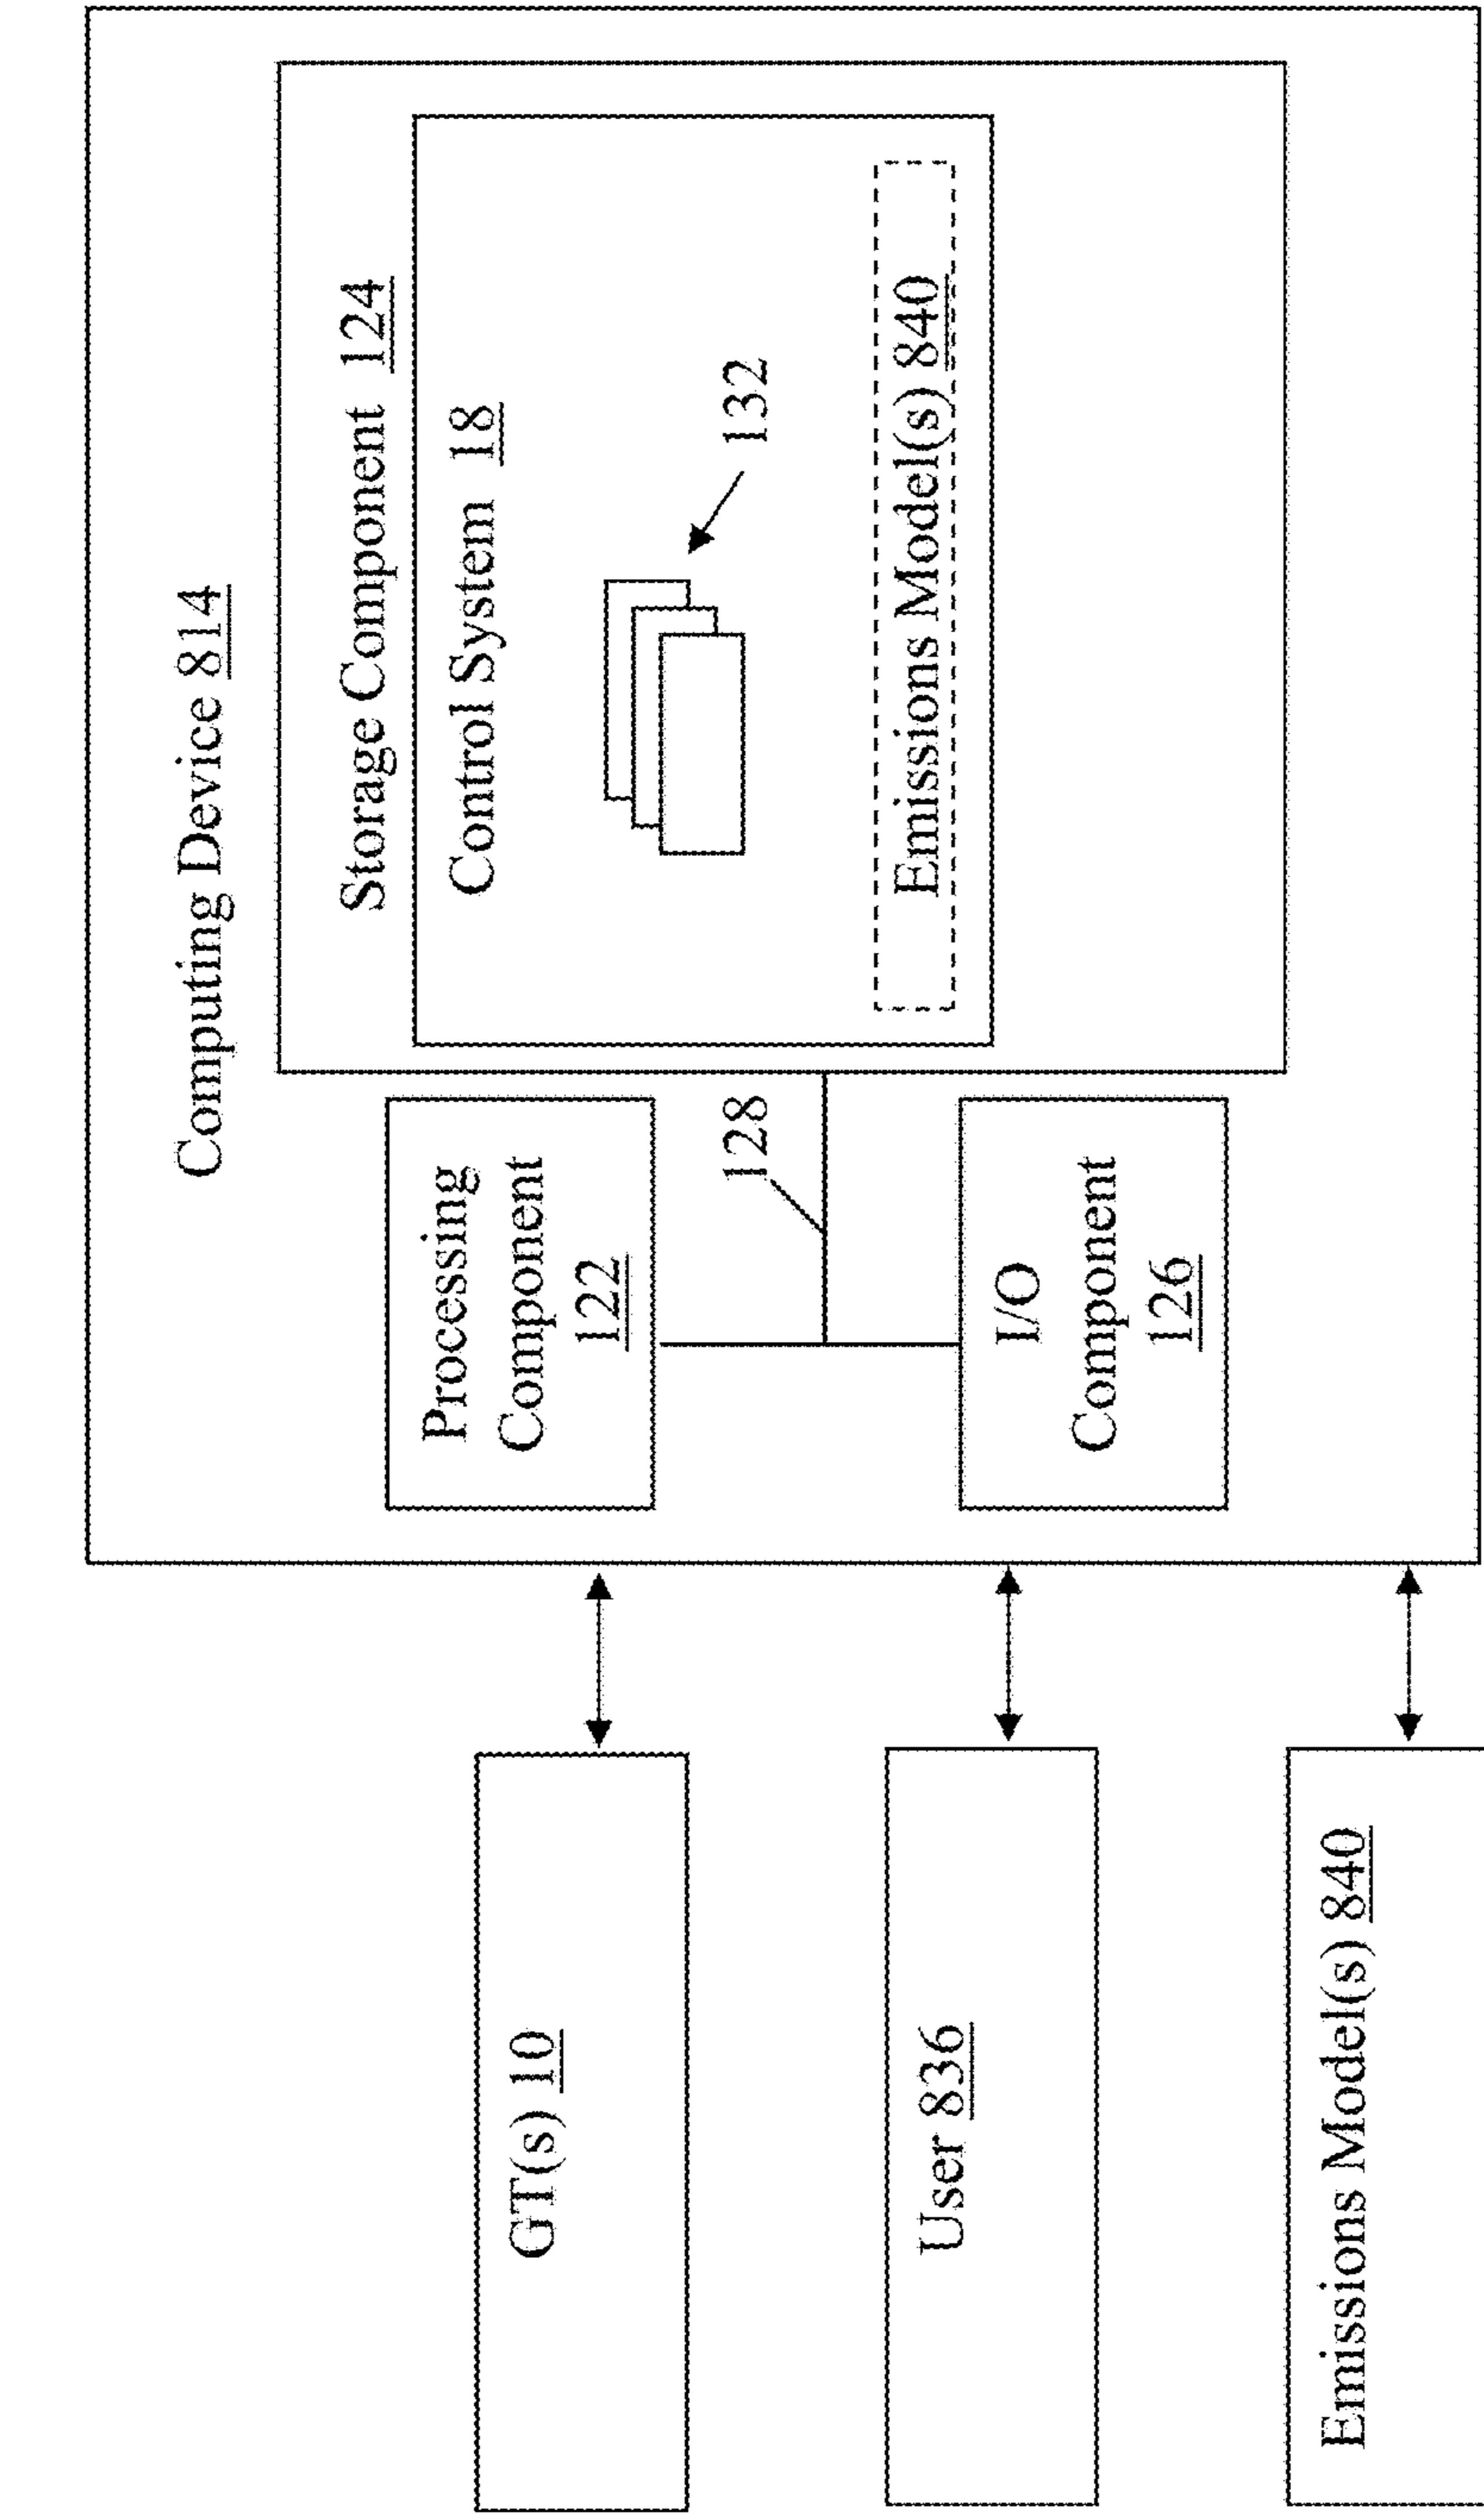 Computing Device 814
Storage Component 124
Control System 18
132
Emissions Model(s) 840
Processing
Component
122
128
I/O
Component
126
GT(s) 10
User 836
Emissions Model(s) 840